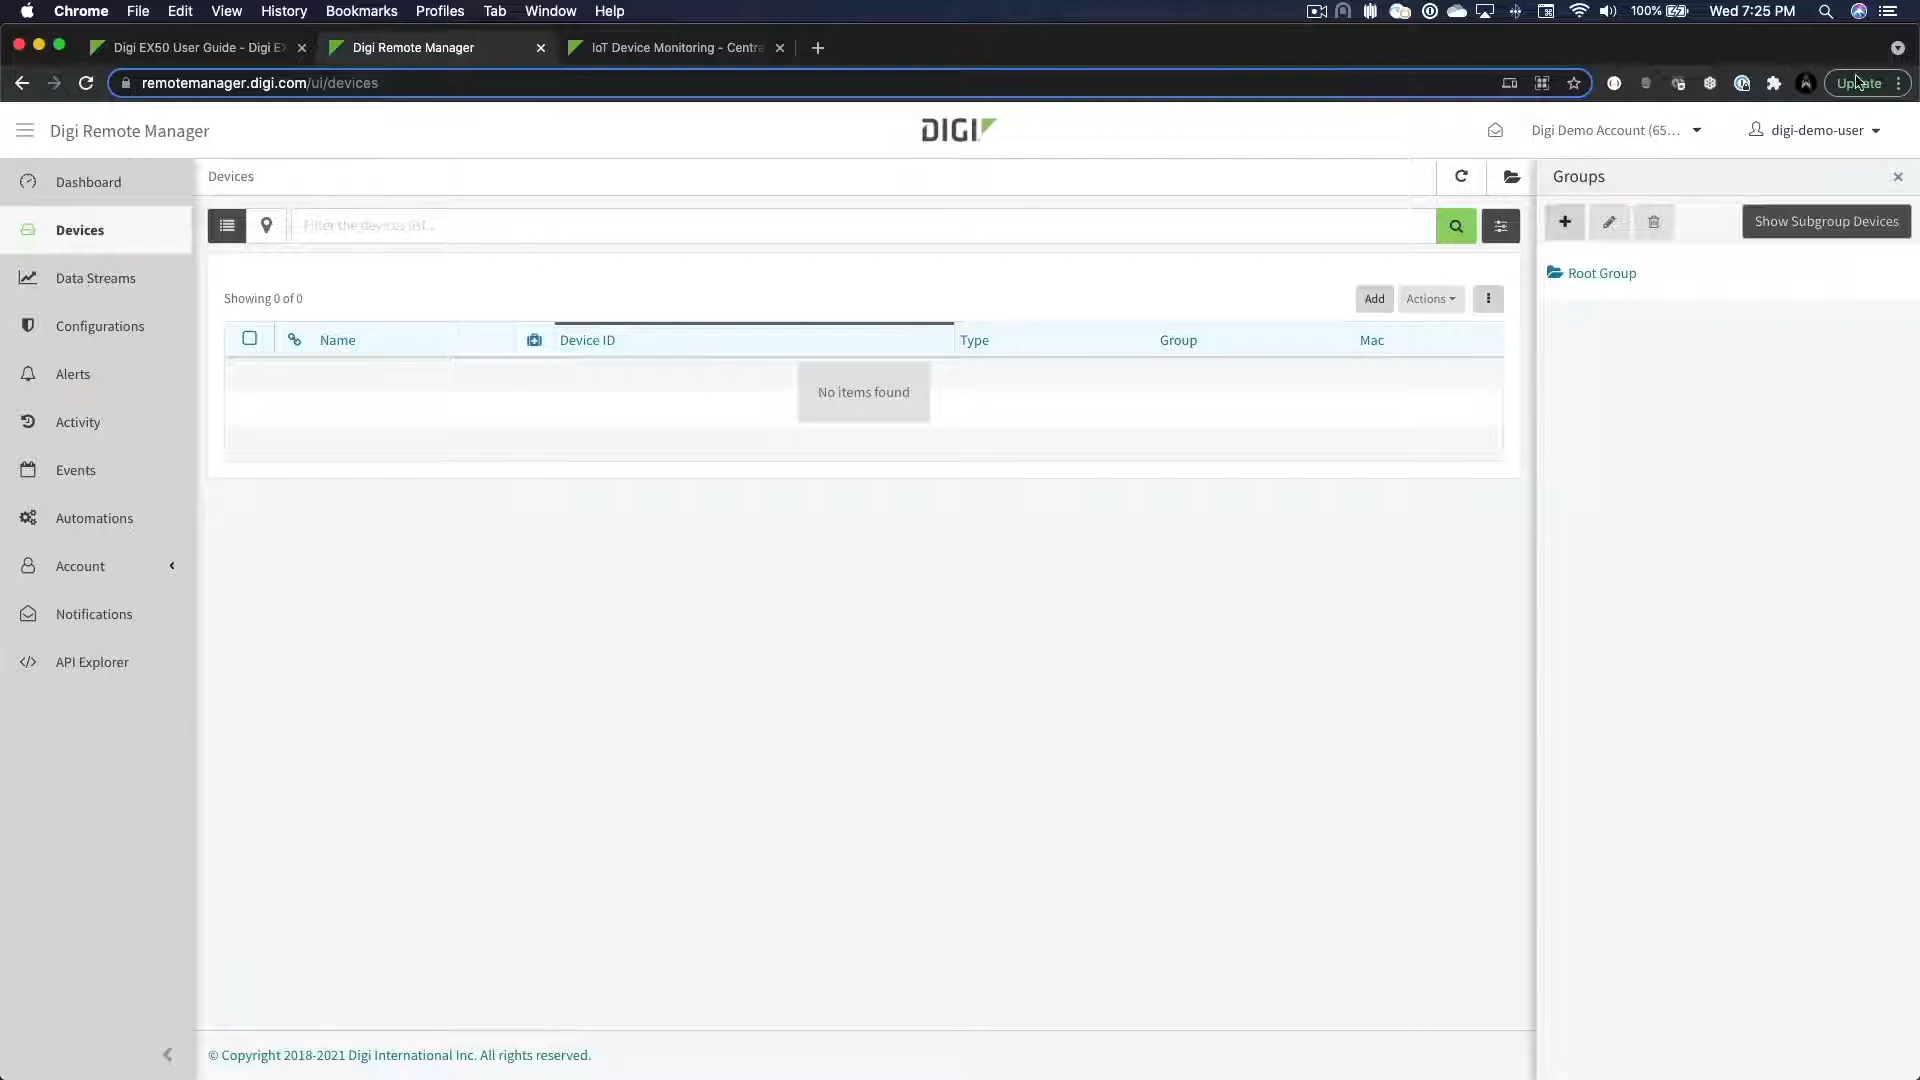 Chrome File Edit View History Bookmarks Profiles Tab Window Help 100% Wed 7:25 PM
Digi EX50 User Guide - Digi EX Digi Remote Manager IoT Device Monitoring - Centra
remotemanager.digi.com/ui/devices Update
Digi Remote Manager DIGI Digi Demo Account (65... digi-demo-user
Dashboard
Devices
Data Streams
Configurations
Alerts
Activity
Events
Automations
Account
Notifications
API Explorer
Devices
Filter the devices list...
Showing 0 of 0 Add Actions
Name Device ID Type Group Mac
No items found
Groups
Show Subgroup Devices
Root Group
© Copyright 2018-2021 Digi International Inc. All rights reserved.